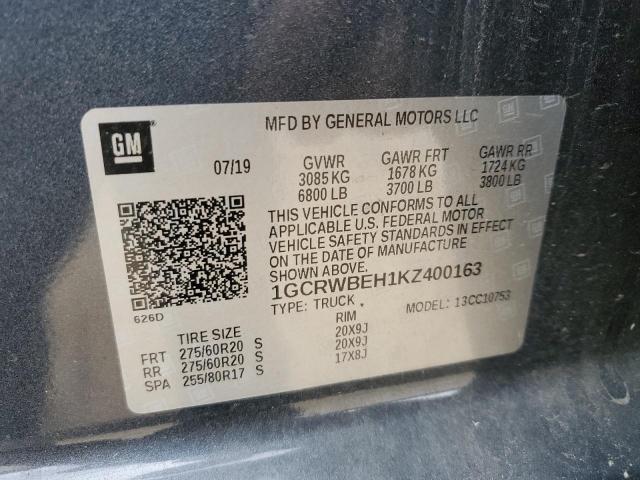 GM
MFD BY GENERAL MOTORS LLC
07/19
GVWR GAWR FRT GAWR RR
3085 KG 1678 KG 1724 KG
6800 LB 3700 LB 3800 LB
THIS VEHICLE CONFORMS TO ALL
APPLICABLE U.S. FEDERAL MOTOR
VEHICLE SAFETY STANDARDS IN EFFECT
ON THE DATE OF MANUFACTURE
SHOWN ABOVE.
1GCRWBEH1KZ400163
626D
TYPE: TRUCK MODEL: 13CC10753
TIRE SIZE RIM
FRT 275/60R20 S 20X9J
RR 275/60R20 S 20X9J
SPA 255/80R17 S 17X8J